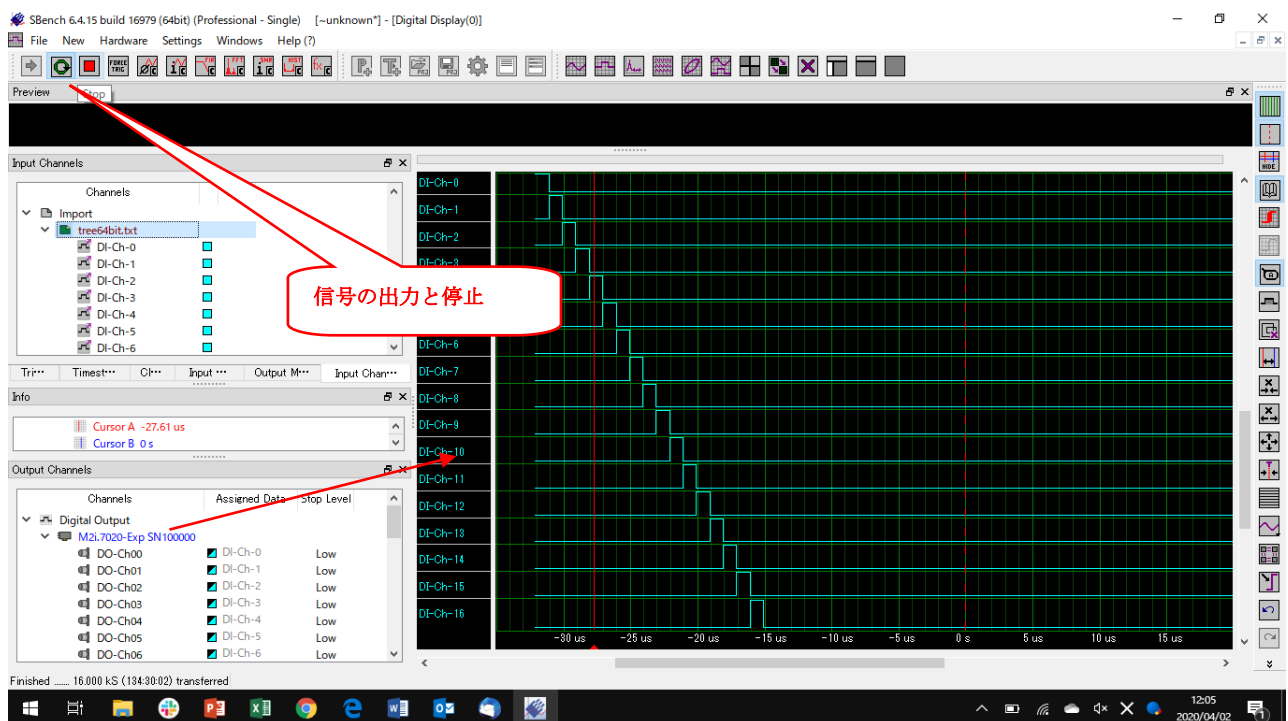 SBench 6.4.15 build 16979 (64bit) (Professional - Single) [~unknown*] - [Digital Display(0)]
File New Hardware Settings Windows Help (?)
FORCE TRIG
Preview
Stop
Input Channels
Channels
Import
tree64bit.txt
DI-Ch-0
DI-Ch-1
DI-Ch-2
DI-Ch-3
DI-Ch-4
DI-Ch-5
DI-Ch-6
Tri··· Timest··· Cl··· Input ··· Output M··· Input Chan···
Info
Cursor A -27.61 us
Cursor B 0 s
Output Channels
Channels Assigned Data Stop Level
Digital Output
M2i.7020-Exp SN100000
DO-Ch00 DI-Ch-0 Low
DO-Ch01 DI-Ch-1 Low
DO-Ch02 DI-Ch-2 Low
DO-Ch03 DI-Ch-3 Low
DO-Ch04 DI-Ch-4 Low
DO-Ch05 DI-Ch-5 Low
DO-Ch06 DI-Ch-6 Low
信号の出力と停止
DI-Ch-0
DI-Ch-1
DI-Ch-2
DI-Ch-3
DI-Ch-6
DI-Ch-7
DI-Ch-8
DI-Ch-9
DI-Ch-10
DI-Ch-11
DI-Ch-12
DI-Ch-13
DI-Ch-14
DI-Ch-15
DI-Ch-16
-30 us -25 us -20 us -15 us -10 us -5 us 0 s 5 us 10 us 15 us
HIDE
Finished ...... 16.000 kS (134:30:02) transferred
12:05
2020/04/02